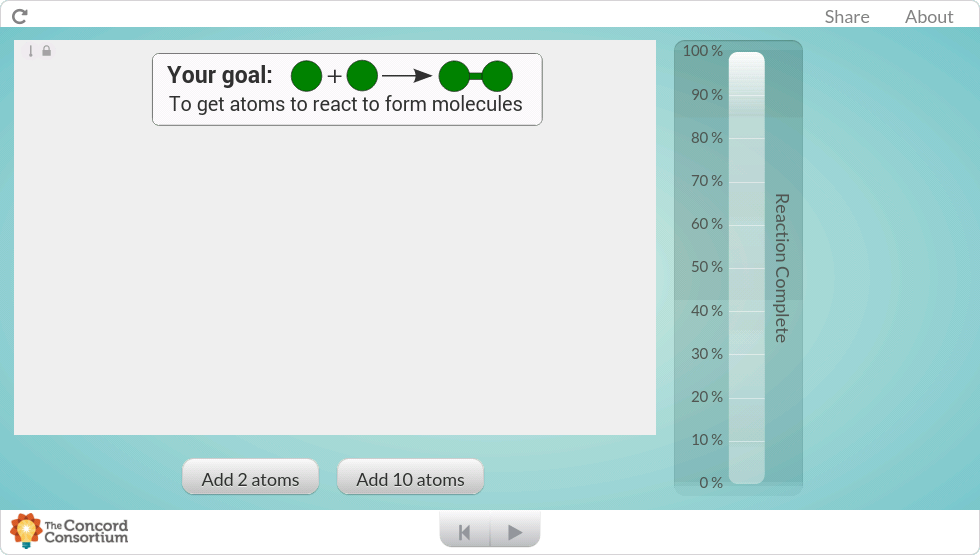 Share
About
Your goal:
+
To get atoms to react to form molecules
100 %
90 %
80 %
70 %
60 %
50 %
40 %
30 %
20 %
10 %
0 %
Reaction Complete
Add 2 atoms
Add 10 atoms
The Concord
Consortium